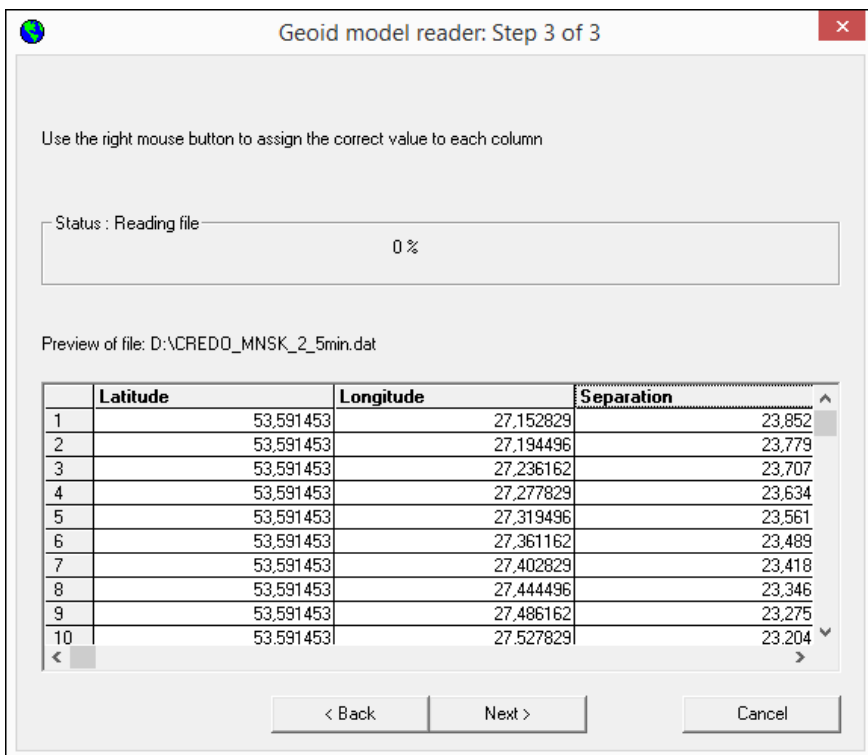 Geoid model reader: Step 3 of 3
Use the right mouse button to assign the correct value to each column
Status : Reading file
0 %
Preview of file: D:\CREDO_MNSK_2_5min.dat
Latitude Longitude Separation
1 53,591453 27,152829 23,852
2 53,591453 27,194496 23,779
3 53,591453 27,236162 23,707
4 53,591453 27,277829 23,634
5 53,591453 27,319496 23,561
6 53,591453 27,361162 23,489
7 53,591453 27,402829 23,418
8 53,591453 27,444496 23,346
9 53,591453 27,486162 23,275
10 53.591453 27.527829 23.204
< Back Next > Cancel